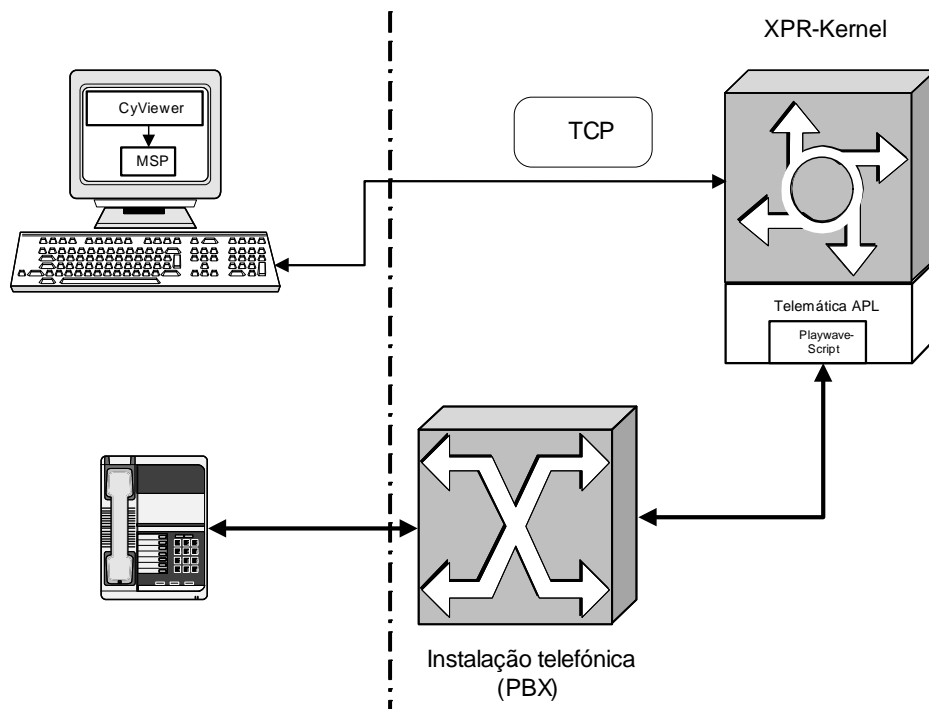 XPR-Kernel
CyViewer
MSP
TCP
Telemática APL
Playwave-
Script
Instalação telefónica
(PBX)